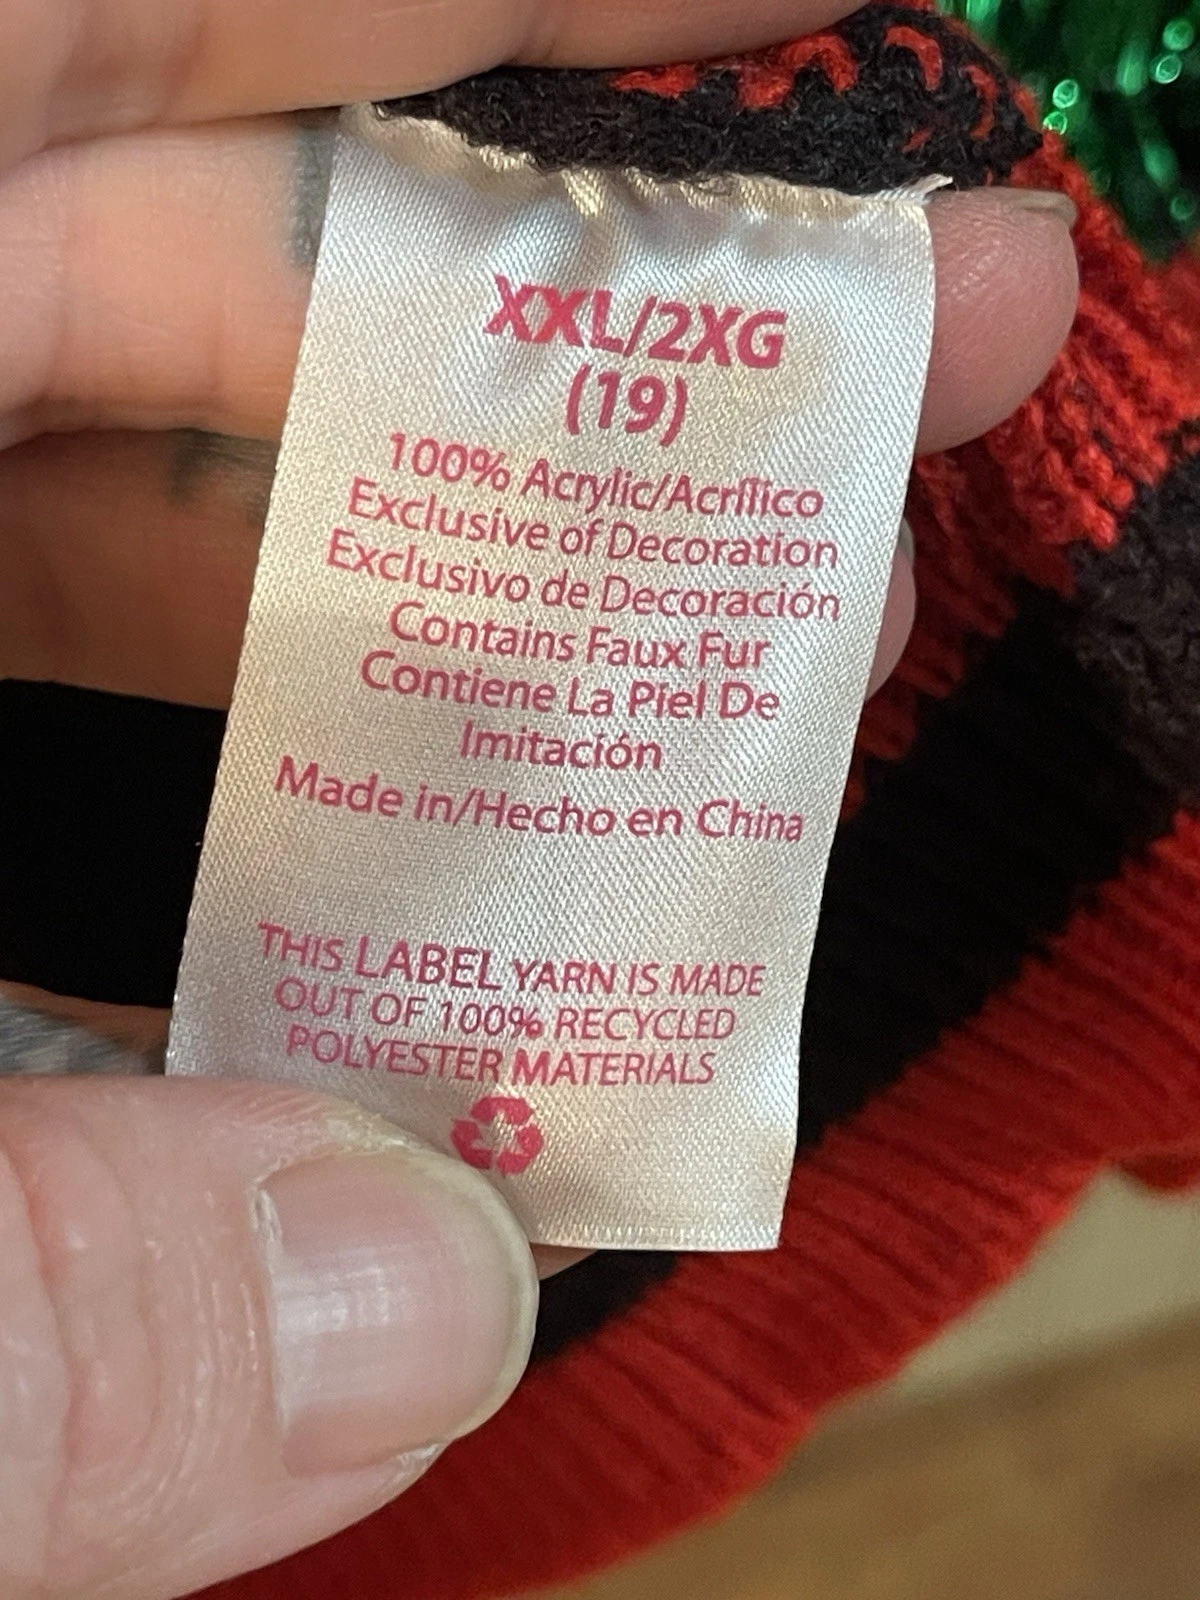 XXL/2XG
(19)
100% Acrylic/Acrílico
Exclusive of Decoration
Exclusivo de Decoración
Contains Faux Fur
Contiene La Piel De
Imitación
Made in/Hecho en China
THIS LABEL YARN IS MADE
OUT OF 100% RECYCLED
POLYESTER MATERIALS